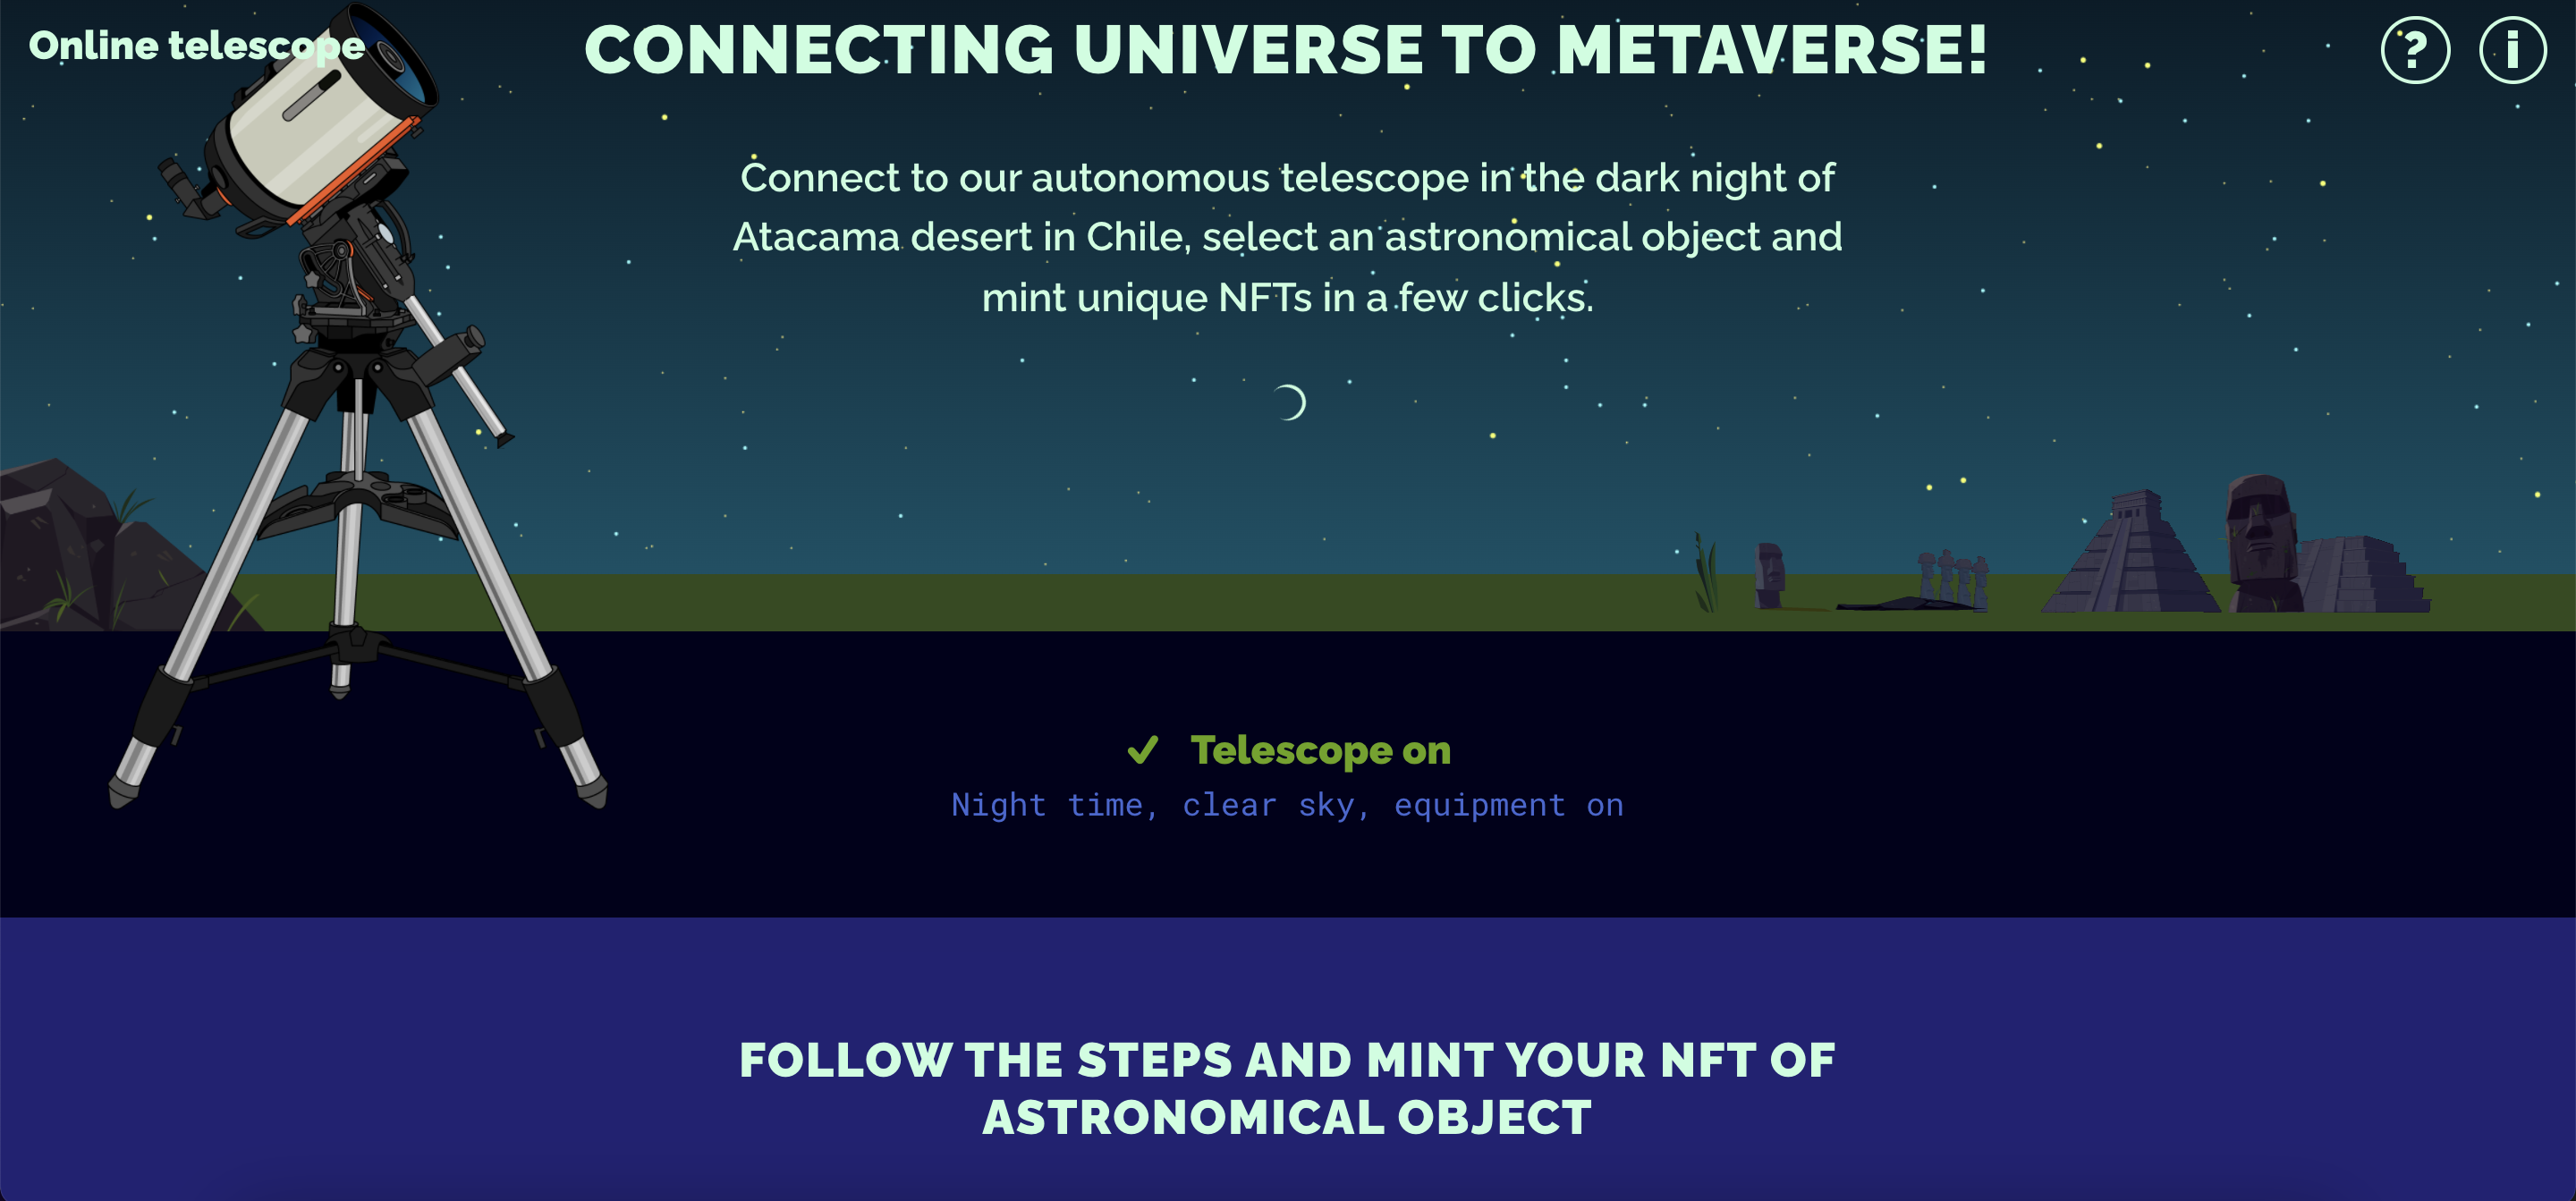 Online telescope
CONNECTING UNIVERSE TO METAVERSE!
? i
Connect to our autonomous telescope in the dark night of
Atacama desert in Chile, select an astronomical object and
mint unique NFTs in a few clicks.
Telescope on
Night time, clear sky, equipment on
FOLLOW THE STEPS AND MINT YOUR NFT OF
ASTRONOMICAL OBJECT